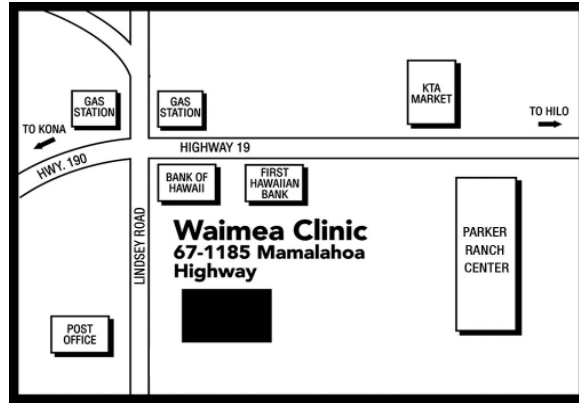 KTA
MARKET
GAS
STATION
GAS
STATION
TO HILO
TO KONA
HIGHWAY 19
HWY. 190
BANK OF
HAWAII
FIRST
HAWAIIAN
BANK
LINDSEY ROAD
Waimea Clinic
67-1185 Mamalahoa
Highway
PARKER
RANCH
CENTER
POST
OFFICE